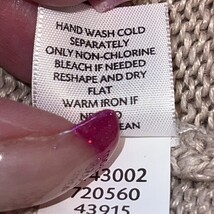 HAND WASH COLD
SEPARATELY
ONLY NON-CHLORINE
BLEACH IF NEEDED
RESHAPE AND DRY
FLAT
WARM IRON IF
43002
720560
43915